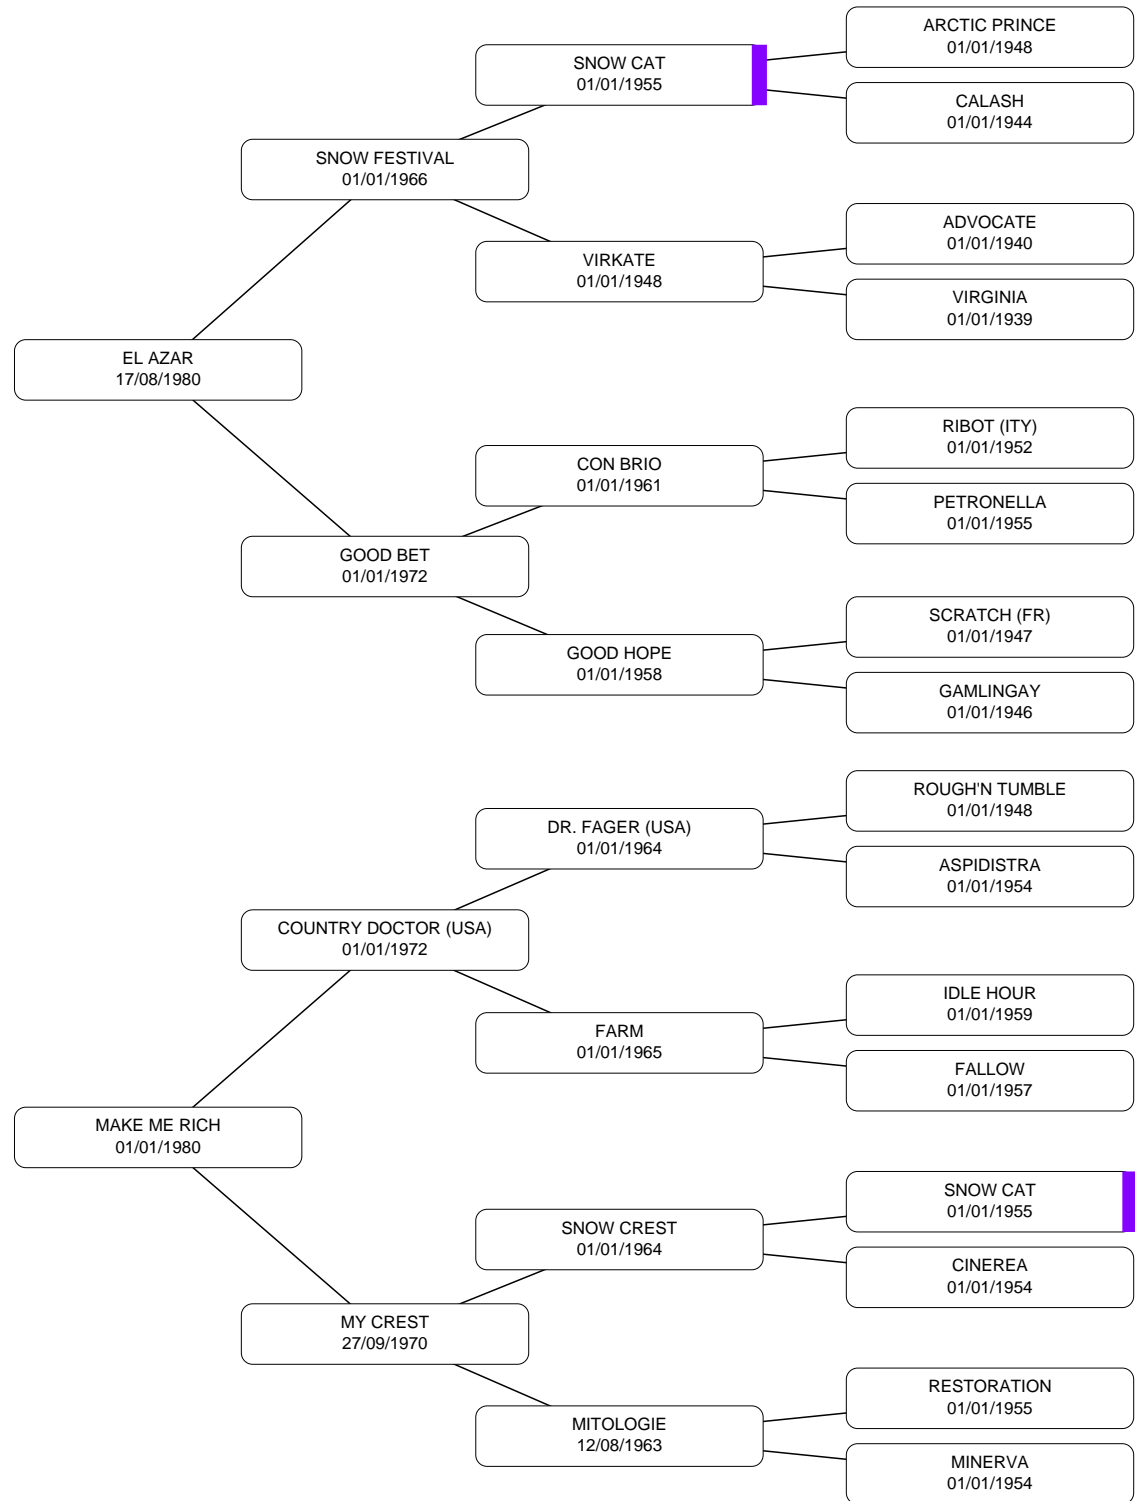 ARCTIC PRINCE
01/01/1948
SNOW CAT
01/01/1955
CALASH
01/01/1944
SNOW FESTIVAL
01/01/1966
ADVOCATE
01/01/1940
VIRKATE
01/01/1948
VIRGINIA
01/01/1939
EL AZAR
17/08/1980
RIBOT (ITY)
01/01/1952
CON BRIO
01/01/1961
PETRONELLA
01/01/1955
GOOD BET
01/01/1972
SCRATCH (FR)
01/01/1947
GOOD HOPE
01/01/1958
GAMLINGAY
01/01/1946
ROUGH'N TUMBLE
01/01/1948
DR. FAGER (USA)
01/01/1964
ASPIDISTRA
01/01/1954
COUNTRY DOCTOR (USA)
01/01/1972
IDLE HOUR
01/01/1959
FARM
01/01/1965
FALLOW
01/01/1957
MAKE ME RICH
01/01/1980
SNOW CAT
01/01/1955
SNOW CREST
01/01/1964
CINEREA
01/01/1954
MY CREST
27/09/1970
RESTORATION
01/01/1955
MITOLOGIE
12/08/1963
MINERVA
01/01/1954